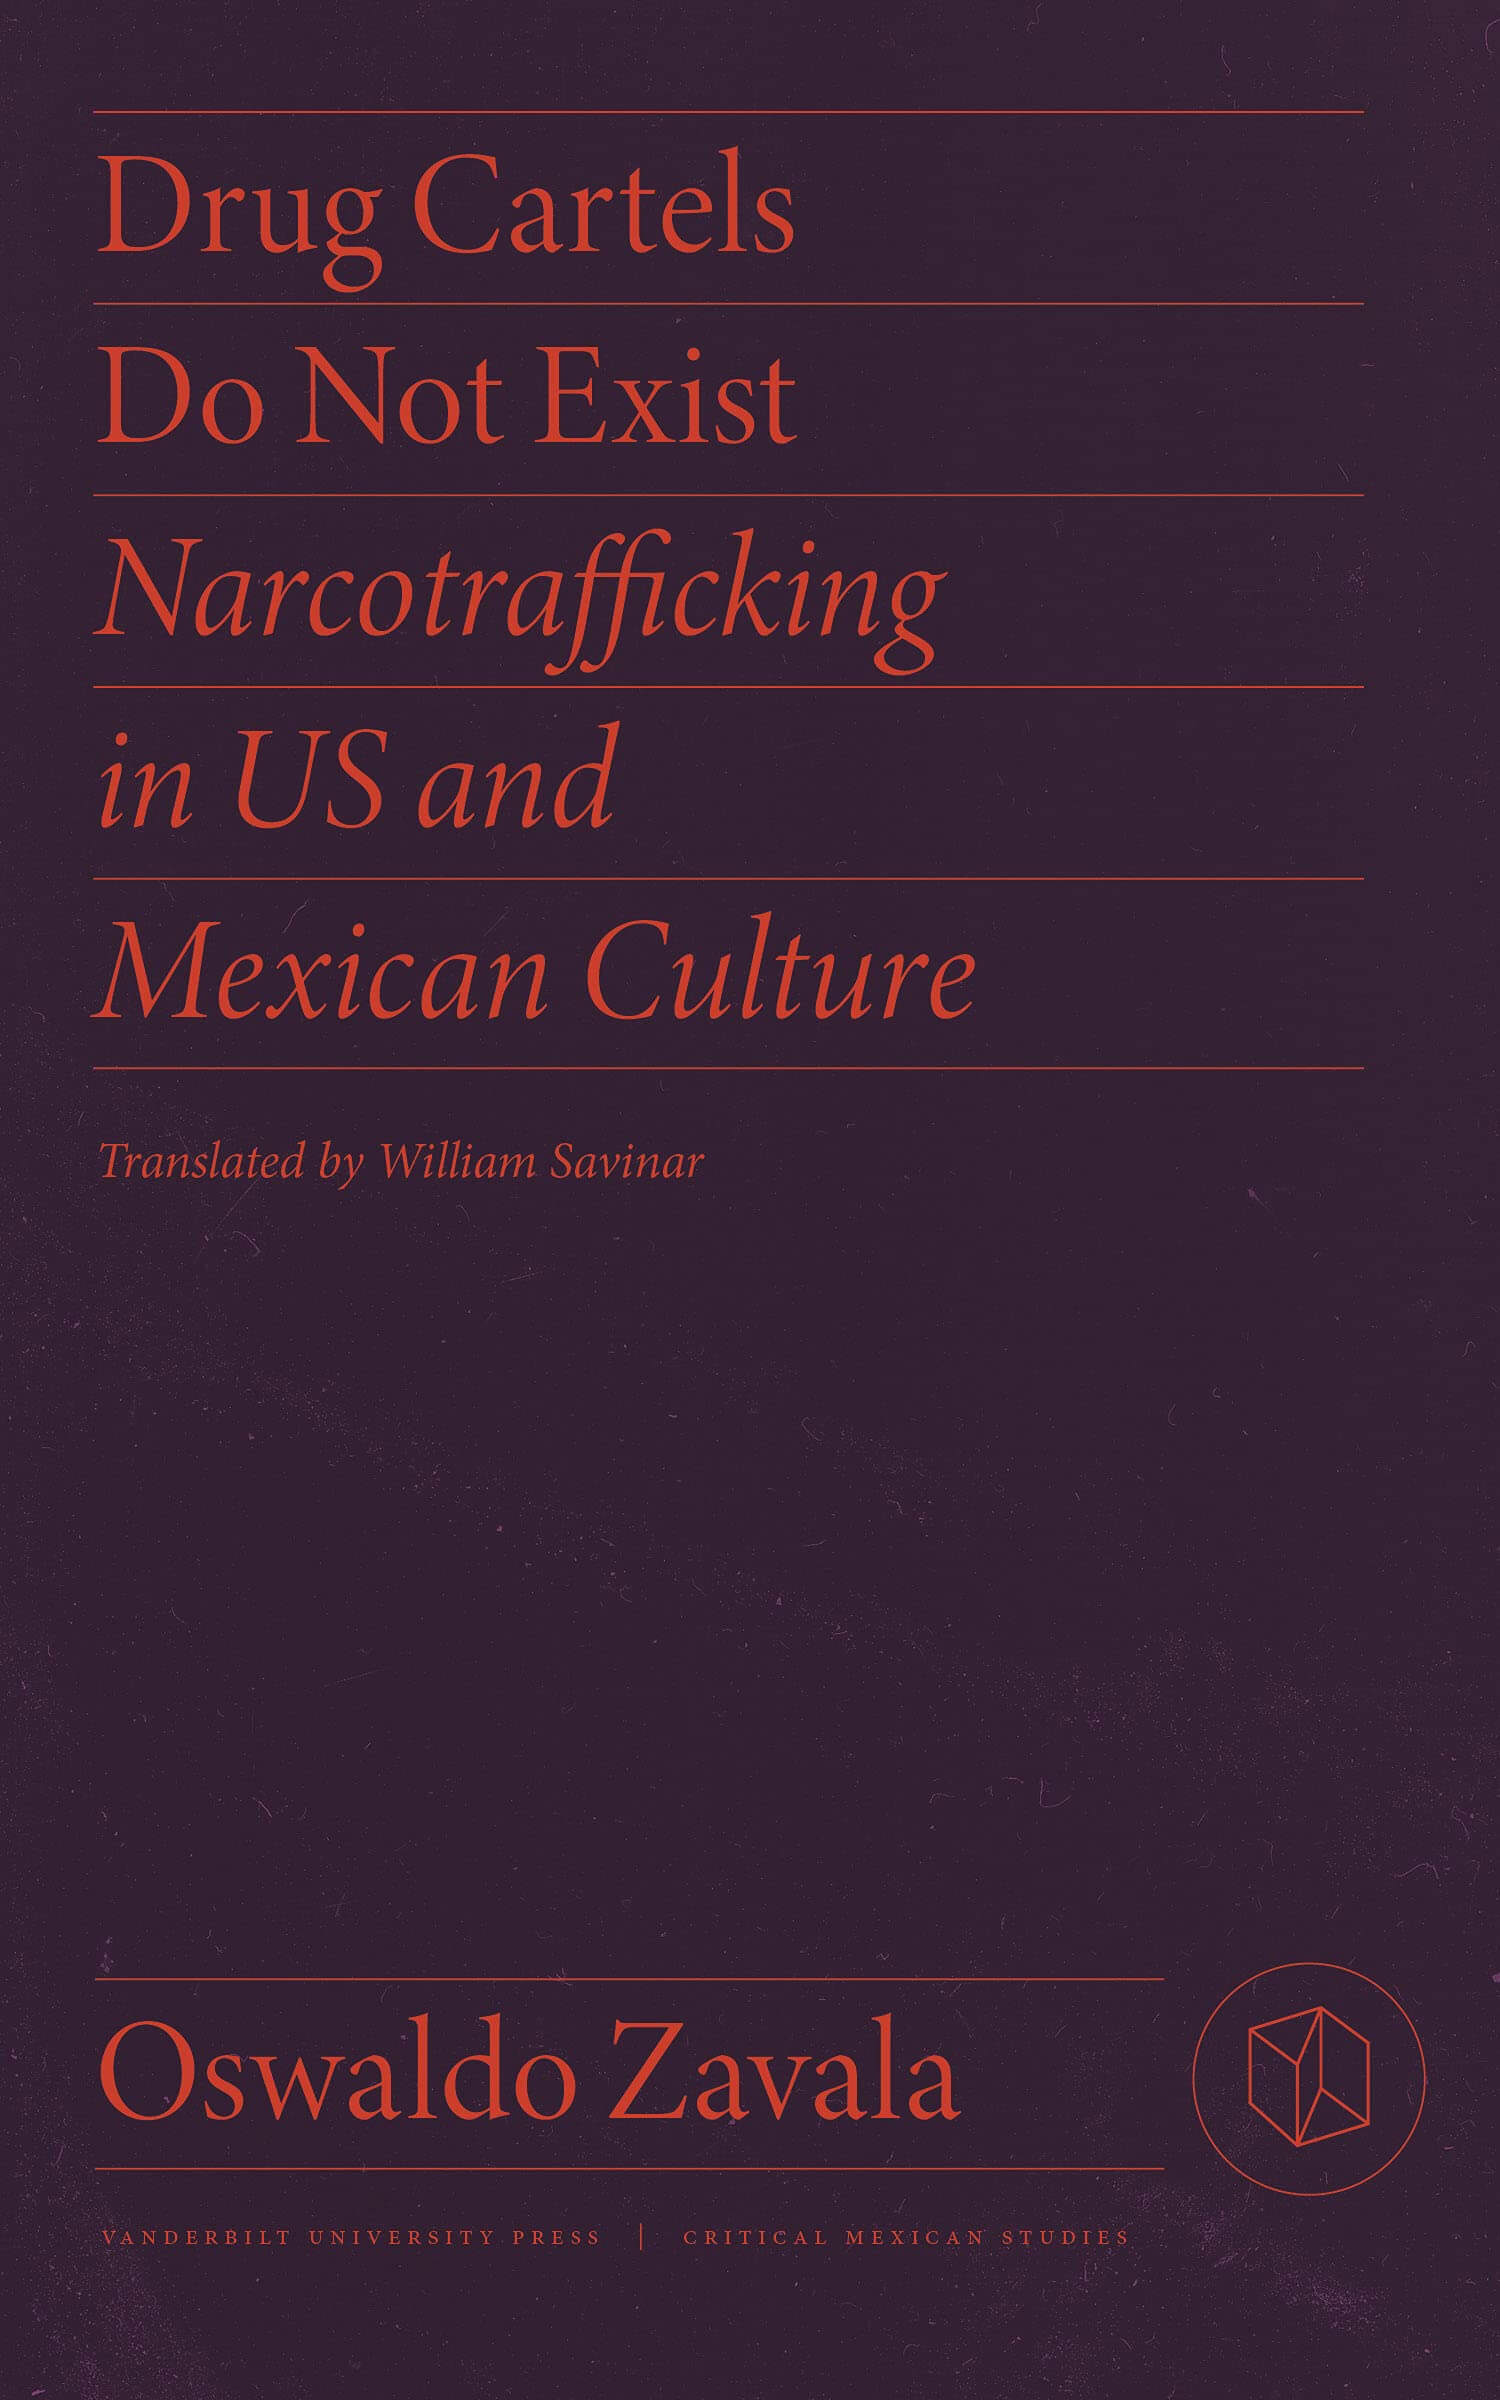 Drug Cartels
Do Not Exist
Narcotrafficking
in US and
Mexican Culture
Translated by William Savinar
Oswaldo Zavala
VANDERBILT UNIVERSITY PRESS | CRITICAL MEXICAN STUDIES